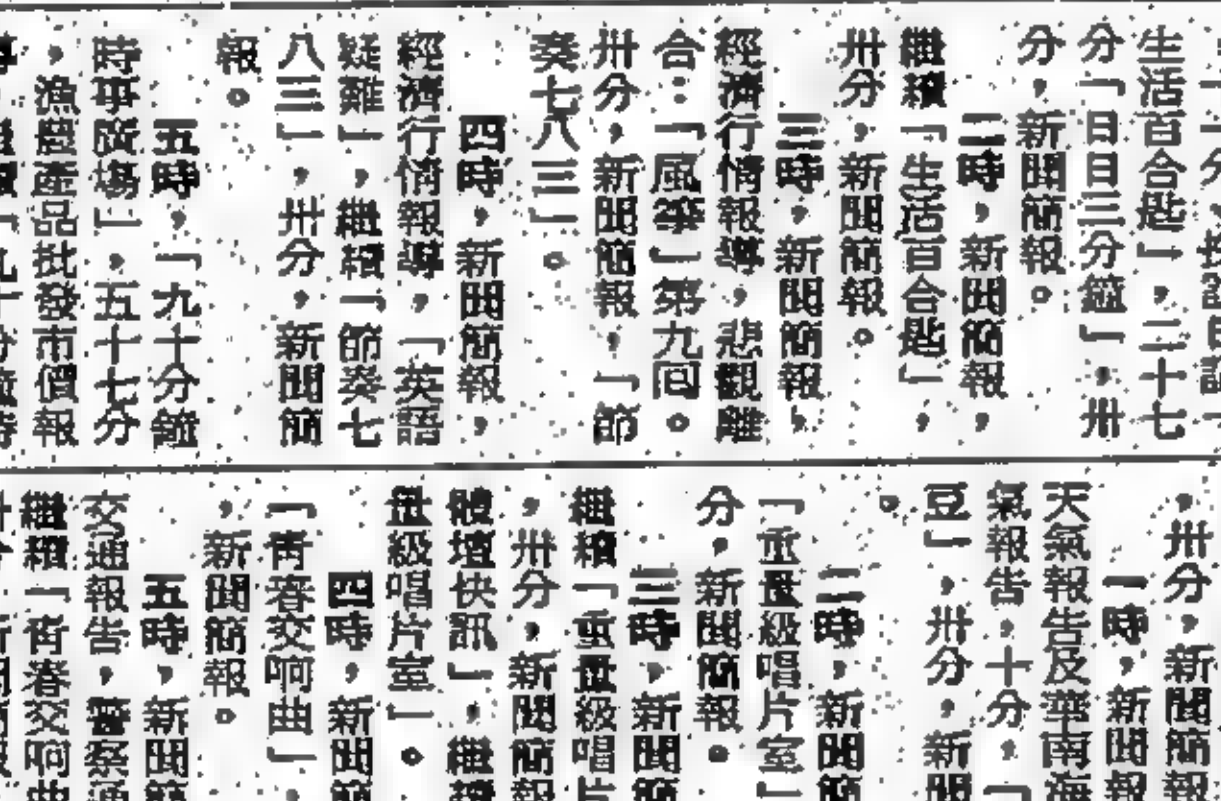 生活百合匙」，二十七
分「日日三分鐘」，卅
分，新聞簡報。
二時，新聞簡報，
繼續「生活百合匙」，
卅分，新聞簡報。
三時，新聞簡報，
經濟行情報導，悲觀離
合：「風箏」第九回。
卅分，新聞簡報，「節
奏七八三」。
四時，新聞簡報，
經濟行情報導，「英語
疑難」，繼續「節奏七
八三」，卅分，新聞簡
報。
五時，「九十分鐘
時事廣場」，五十七分
，漁農產品批發市價報
，卅分，新聞簡報
一時，新聞報
天氣報告及華南海
氣報告，十分，「
豆」，卅分，新聞
。
二時，新聞簡
「重量級唱片室」
分，新聞簡報。
三時，新聞簡
繼續「重量級唱片
，卅分，新聞簡報
體壇快訊」，繼續
量級唱片室」。
四時，新聞簡
「青春交响曲」，
，新聞簡報。
五時，新聞簡
交通報告，警察通
繼續「青春交响曲